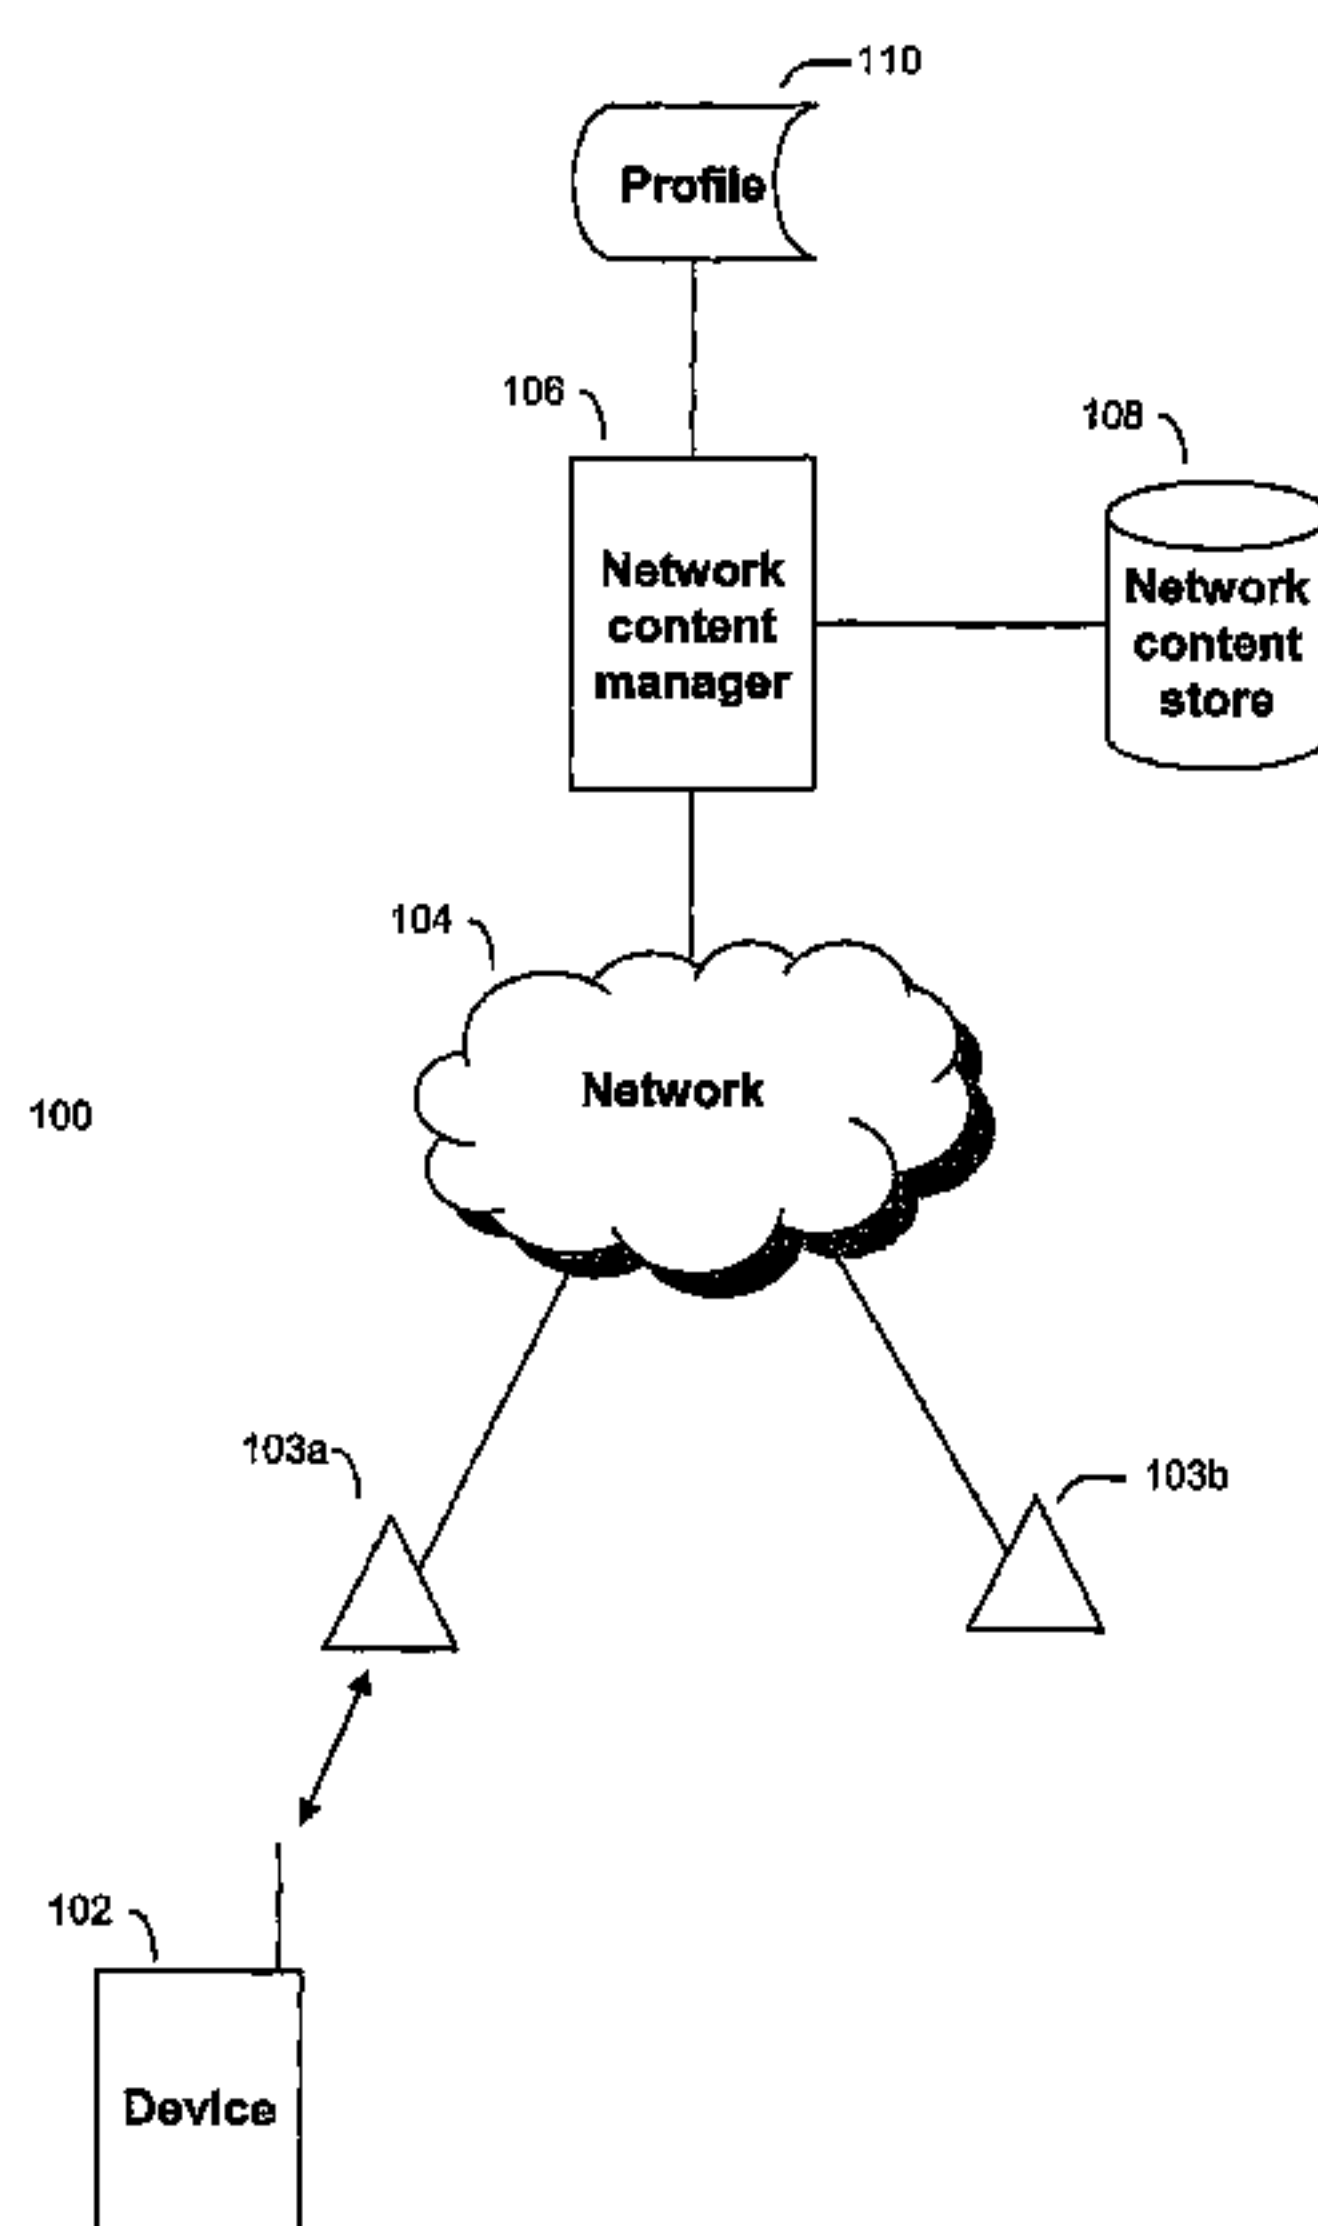 110
Profile
106
108
Network
content
manager
Network
content
store
104
Network
100
103a
103b
102
Device